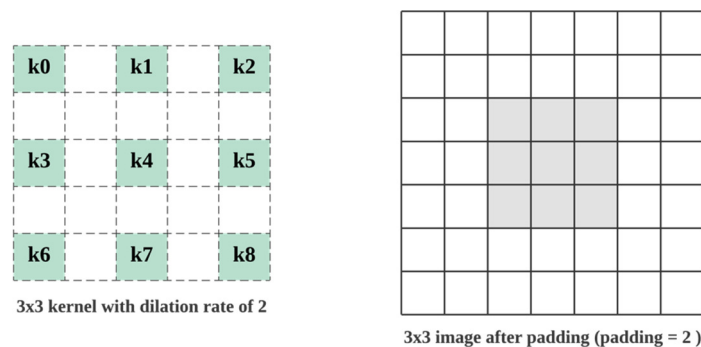 k0 k1 k2
k3 k4 k5
k6 k7 k8
3x3 kernel with dilation rate of 2
3x3 image after padding (padding = 2 )